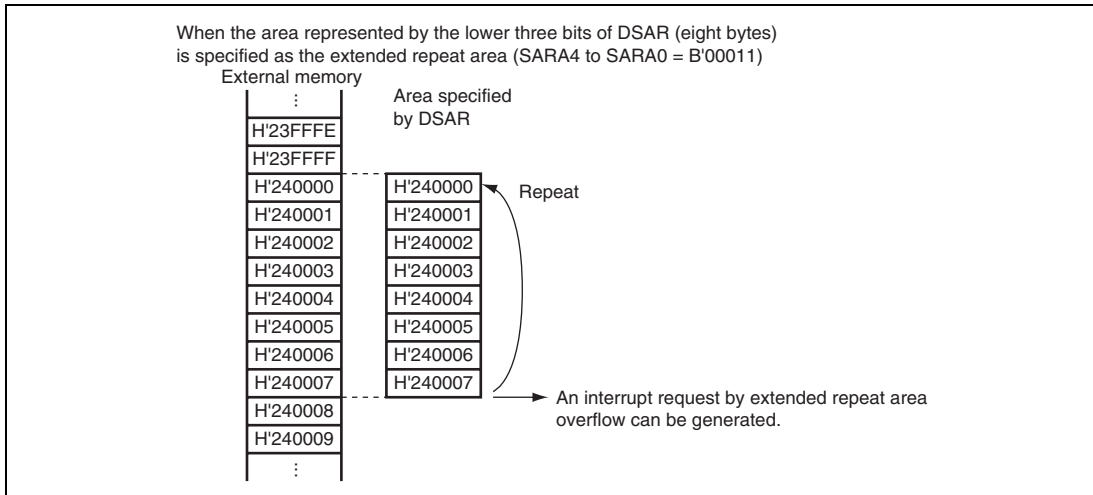 When the area represented by the lower three bits of DSAR (eight bytes)
is specified as the extended repeat area (SARA4 to SARA0 = B'00011)
External memory
Area specified
by DSAR
⋮
H'23FFFE
H'23FFFF
H'240000
H'240001
H'240002
H'240003
H'240004
H'240005
H'240006
H'240007
H'240008
H'240009
⋮
H'240000
H'240001
H'240002
H'240003
H'240004
H'240005
H'240006
H'240007
Repeat
An interrupt request by extended repeat area
overflow can be generated.